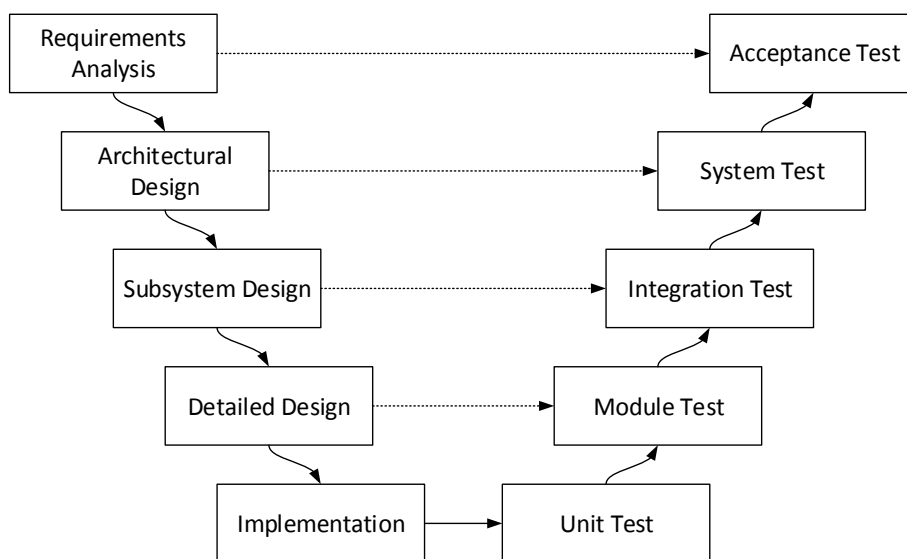 Requirements
Analysis
Acceptance Test
Architectural
Design
System Test
Subsystem Design
Integration Test
Detailed Design
Module Test
Implementation
Unit Test